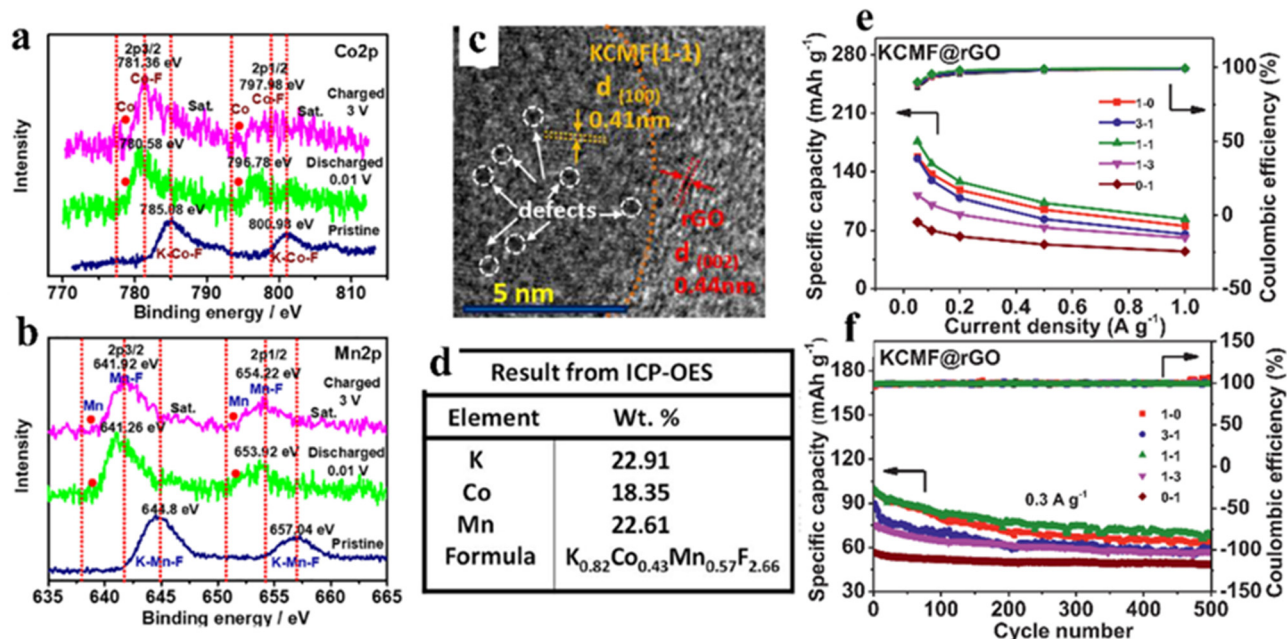 a
Co2p
2p3/2
781.36 eV
Co-F
Co
Sat.
2p1/2
797.98 eV
Co-F
Co
Sat.
Charged
3 V
780.58 eV
796.78 eV
Discharged
0.01 V
785.08 eV
800.98 eV
Pristine
K-Co-F
K-Co-F
Intensity
770 780 790 800 810
Binding energy / eV
b
Mn2p
2p3/2
641.92 eV
Mn-F
Mn
Sat.
2p1/2
654.22 eV
Mn-F
Mn
Sat.
Charged
3 V
641.26 eV
653.92 eV
Discharged
0.01 V
644.8 eV
657.04 eV
Pristine
K-Mn-F
K-Mn-F
Intensity
635 640 645 650 655 660 665
Binding energy / eV
c
KCMF(1-1)
d (100)
0.41nm
defects
rGO
d (002)
0.44nm
5 nm
d
Result from ICP-OES
Element Wt. %
K 22.91
Co 18.35
Mn 22.61
Formula K0.82Co0.43Mn0.57F2.66
e
KCMF@rGO
1-0
3-1
1-1
1-3
0-1
Specific capacity (mAh g-1)
280
210
140
70
0
Coulombic efficiency (%)
100
50
0
-50
0.0 0.2 0.4 0.6 0.8 1.0
Current density (A g-1)
f
KCMF@rGO
1-0
3-1
1-1
1-3
0-1
0.3 A g-1
Specific capacity (mAh g-1)
180
150
120
90
60
30
Coulombic efficiency (%)
150
100
50
0
-50
-100
-150
0 100 200 300 400 500
Cycle number